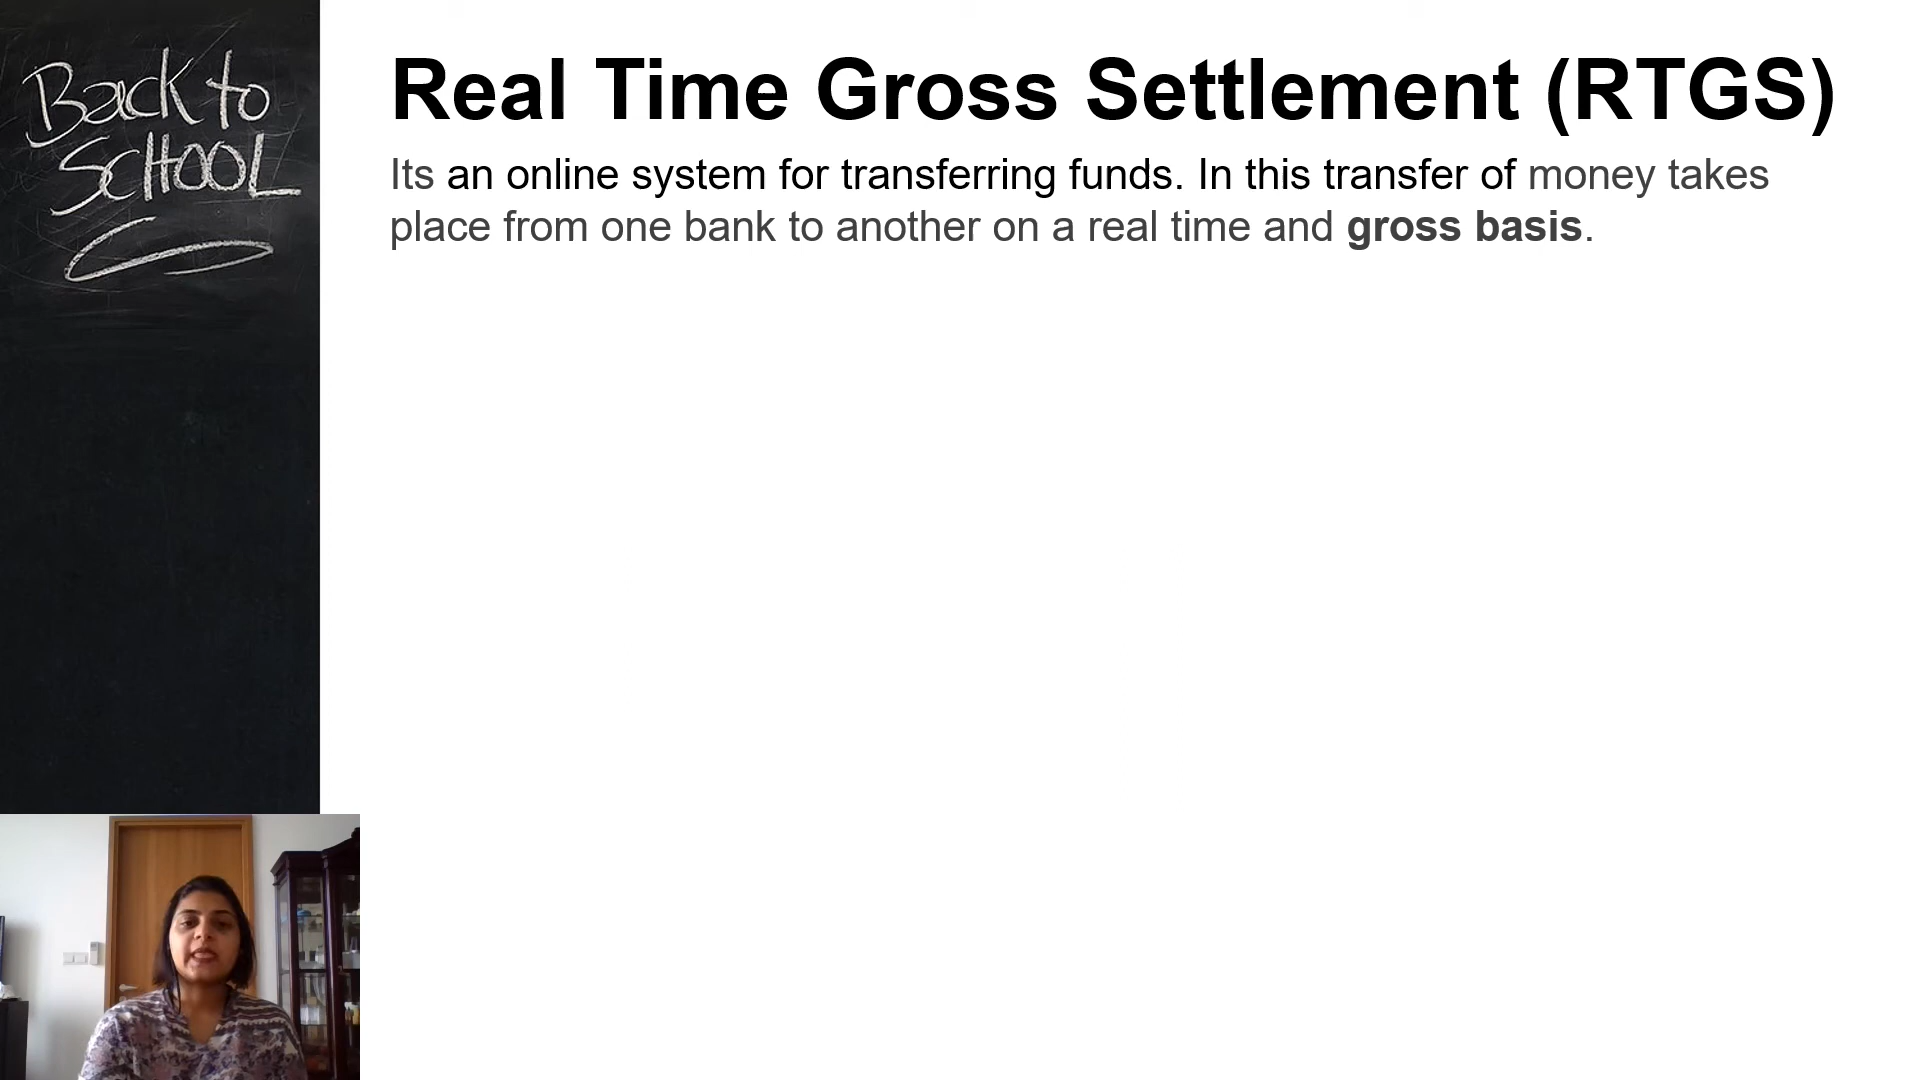 Back to
SCHOOL
Real Time Gross Settlement (RTGS)
Its an online system for transferring funds. In this transfer of money takes
place from one bank to another on a real time and gross basis.